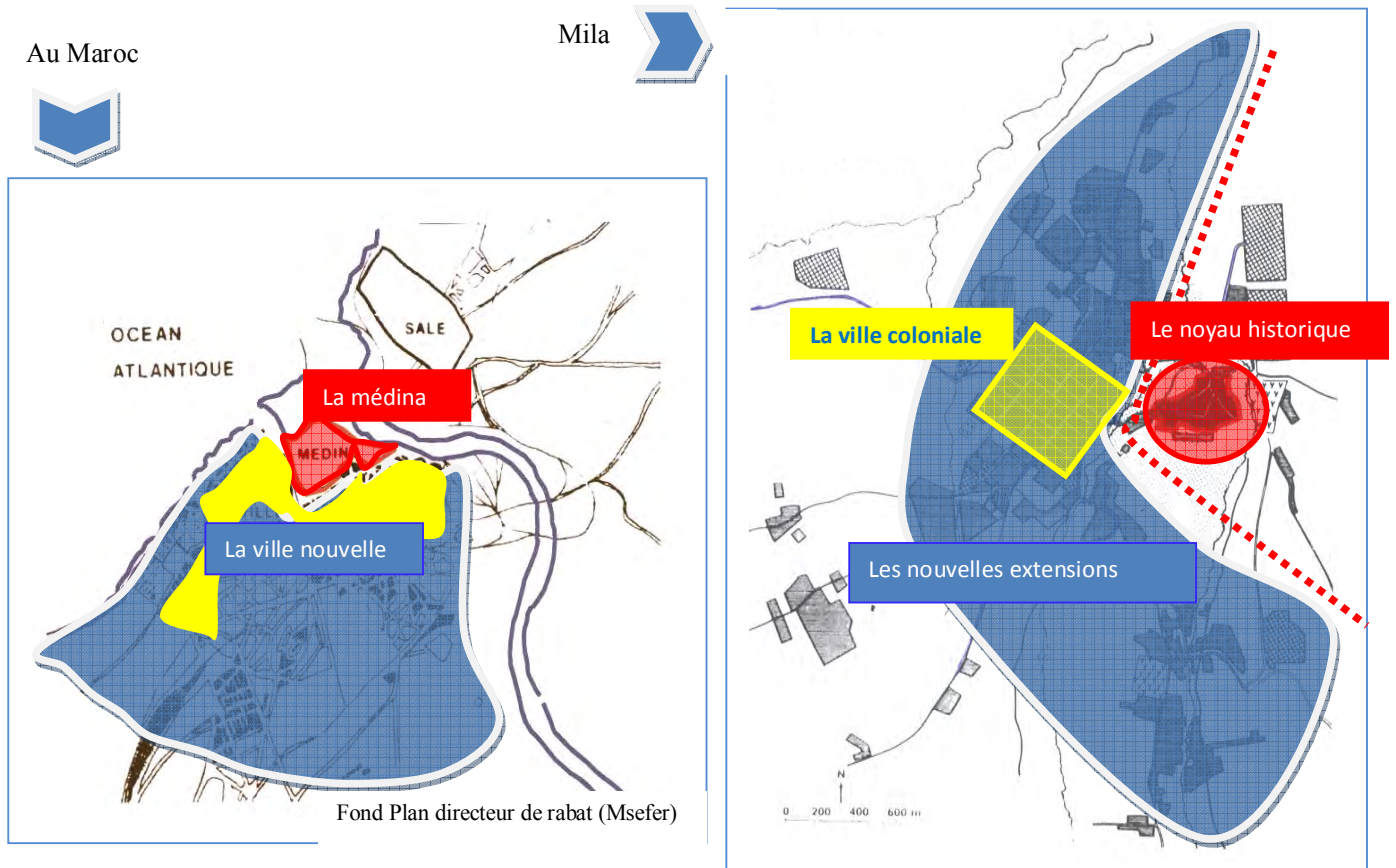 Au Maroc
Mila
OCEAN
ATLANTIQUE
SALE
La médina
MEDIN
La ville nouvelle
Fond Plan directeur de rabat (Msefer)
La ville coloniale
Le noyau historique
Les nouvelles extensions
N
0 200 400 600 m